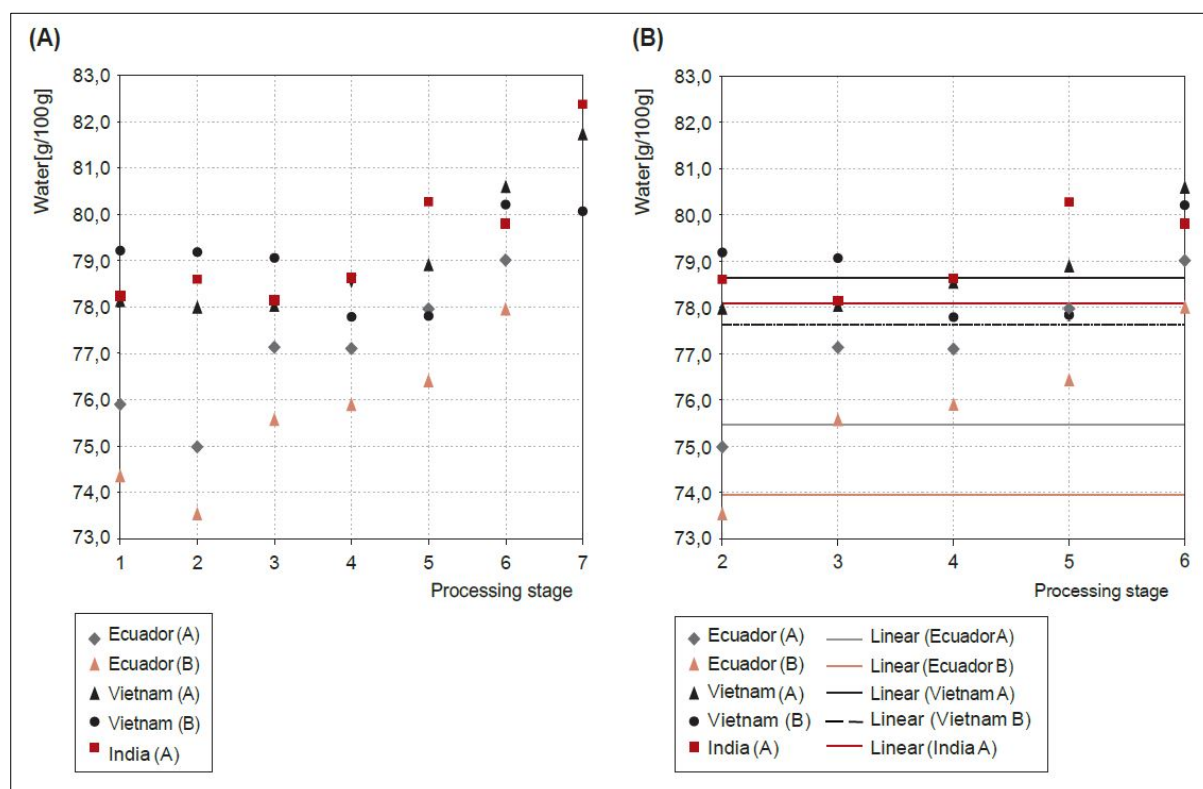 (A)
Water[g/100g]
83,0
82,0
81,0
80,0
79,0
78,0
77,0
76,0
75,0
74,0
73,0
1 2 3 4 5 6 7
Processing stage
Ecuador (A)
Ecuador (B)
Vietnam (A)
Vietnam (B)
India (A)
(B)
Water[g/100g]
83,0
82,0
81,0
80,0
79,0
78,0
77,0
76,0
75,0
74,0
73,0
2 3 4 5 6
Processing stage
Ecuador (A) Linear (Ecuador A)
Ecuador (B) Linear (Ecuador B)
Vietnam (A) Linear (Vietnam A)
Vietnam (B) Linear (Vietnam B)
India (A) Linear (India A)